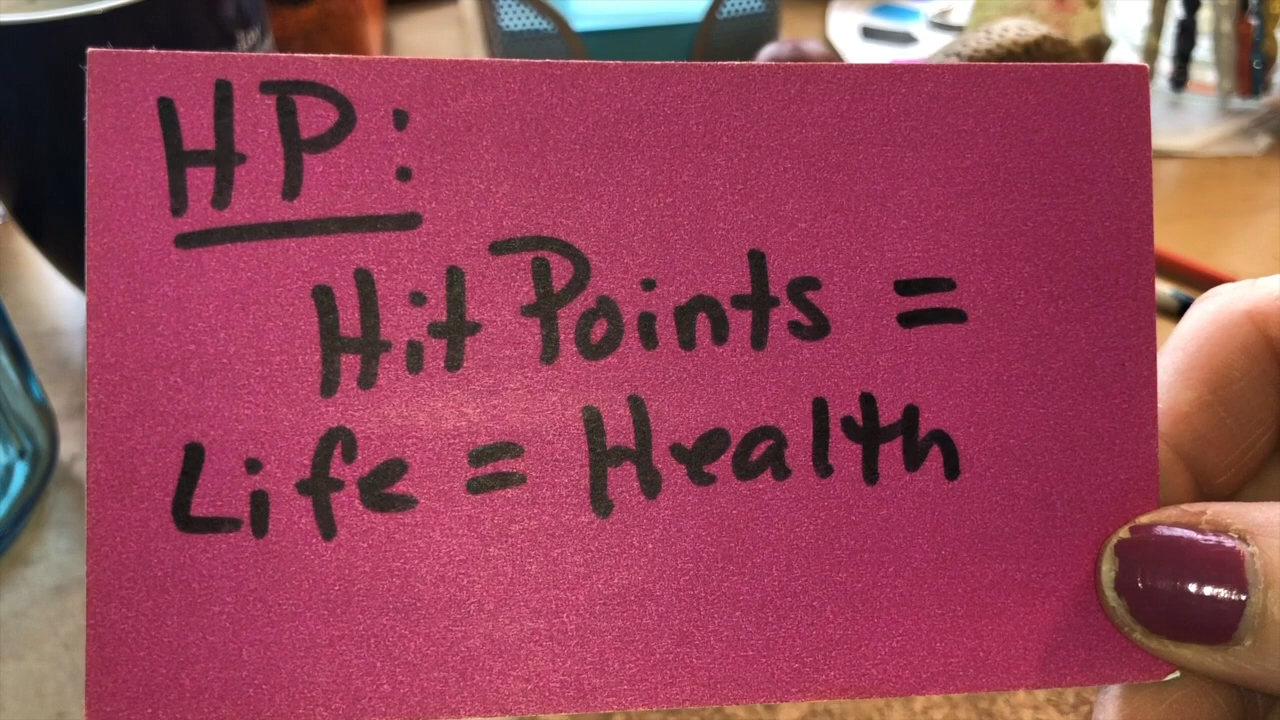 HP:
Hit Points =
Life = Health